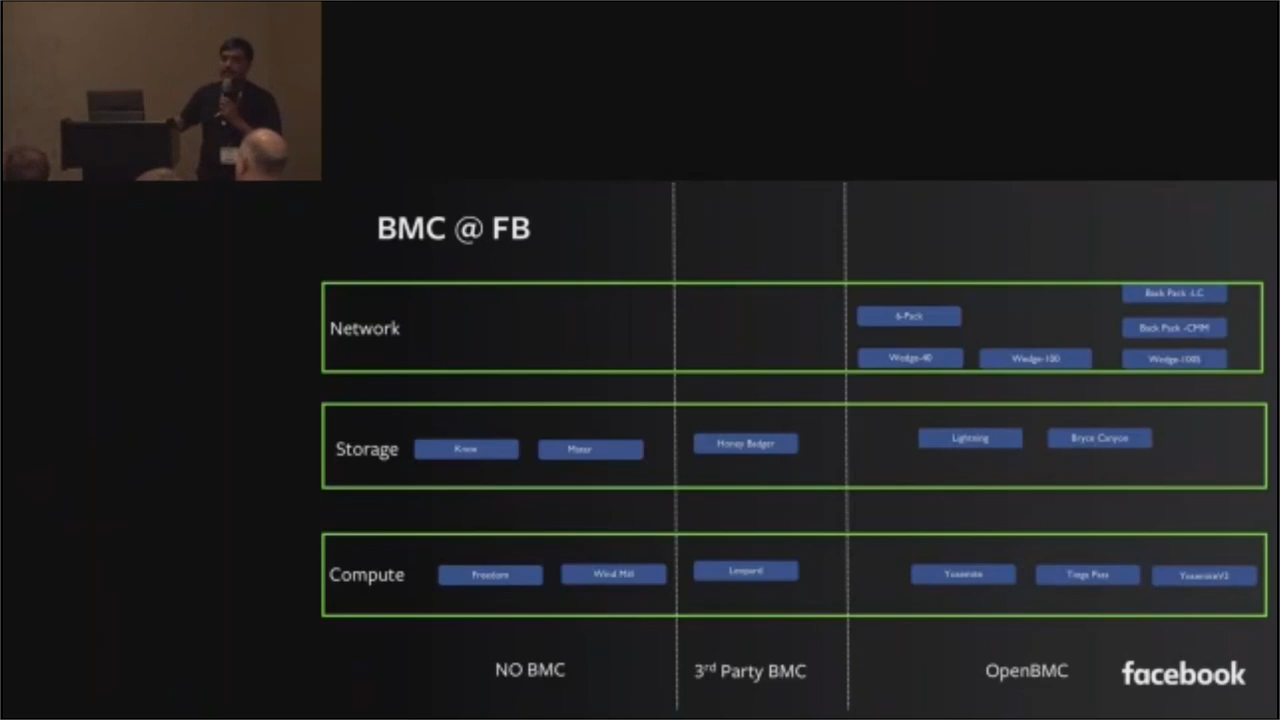 BMC @ FB
Network
Back Pack -LC
6-Pack
Back Pack -CMM
Wedge-40
Wedge-100
Wedge-100S
Storage
Knox
Honey Badger
Lightning
Bryce Canyon
Compute
Freedom
Wind Mill
Leopard
Yosemite
Tioga Pass
YosemiteV2
NO BMC
3rd Party BMC
OpenBMC
facebook